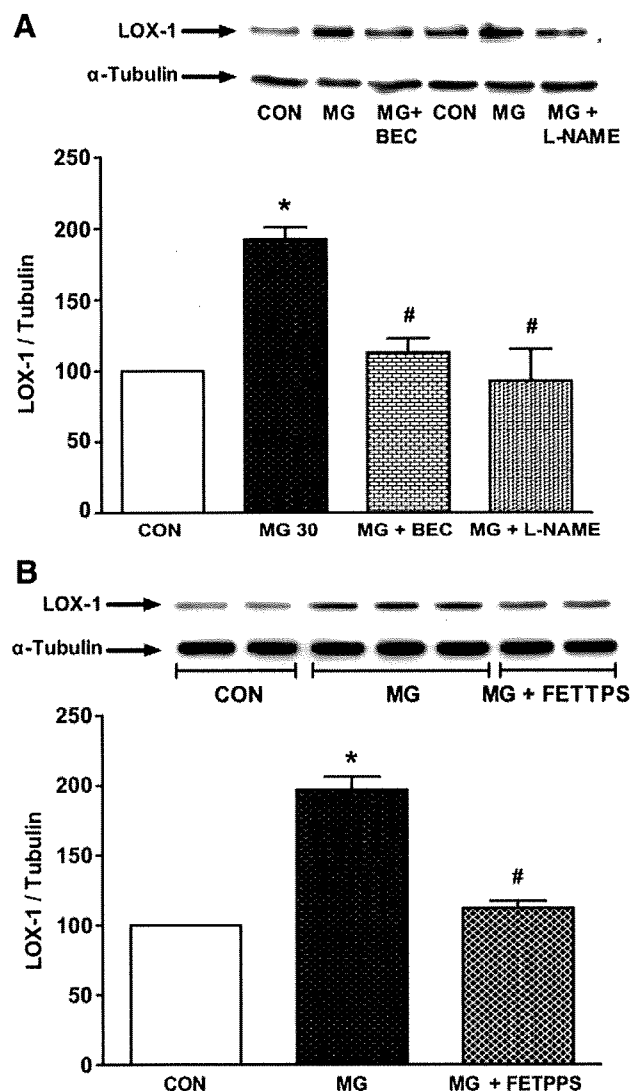 A
LOX-1
α-Tubulin
CON MG MG+ CON MG MG +
BEC L-NAME
250
*
200
150
#
#
100
50
0
LOX-1 / Tubulin
CON MG 30 MG + BEC MG + L-NAME
B
LOX-1
α-Tubulin
CON MG MG + FETTPS
250
*
200
150
#
100
50
0
LOX-1 / Tubulin
CON MG MG + FETPPS